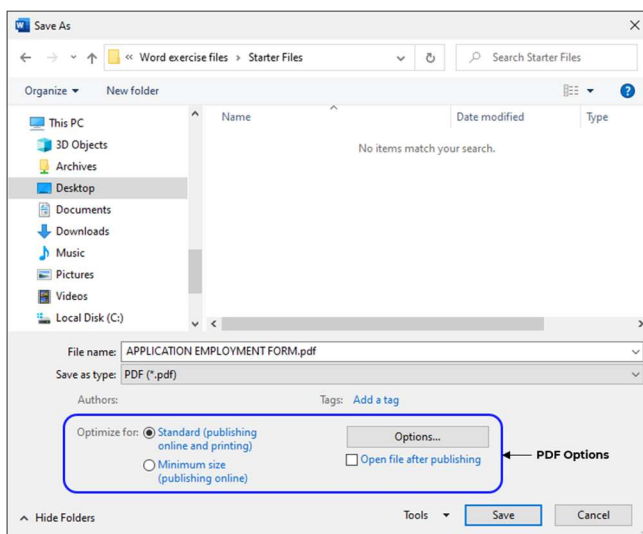 Save As
« Word exercise files › Starter Files
Search Starter Files
Organize
New folder
This PC
3D Objects
Archives
Desktop
Documents
Downloads
Music
Pictures
Videos
Local Disk (C:)
Name
Date modified
Type
No items match your search.
File name: APPLICATION EMPLOYMENT FORM.pdf
Save as type: PDF (*.pdf)
Authors:
Tags: Add a tag
Optimize for:
Standard (publishing
online and printing)
Minimum size
(publishing online)
Options...
Open file after publishing
PDF Options
Hide Folders
Tools
Save
Cancel